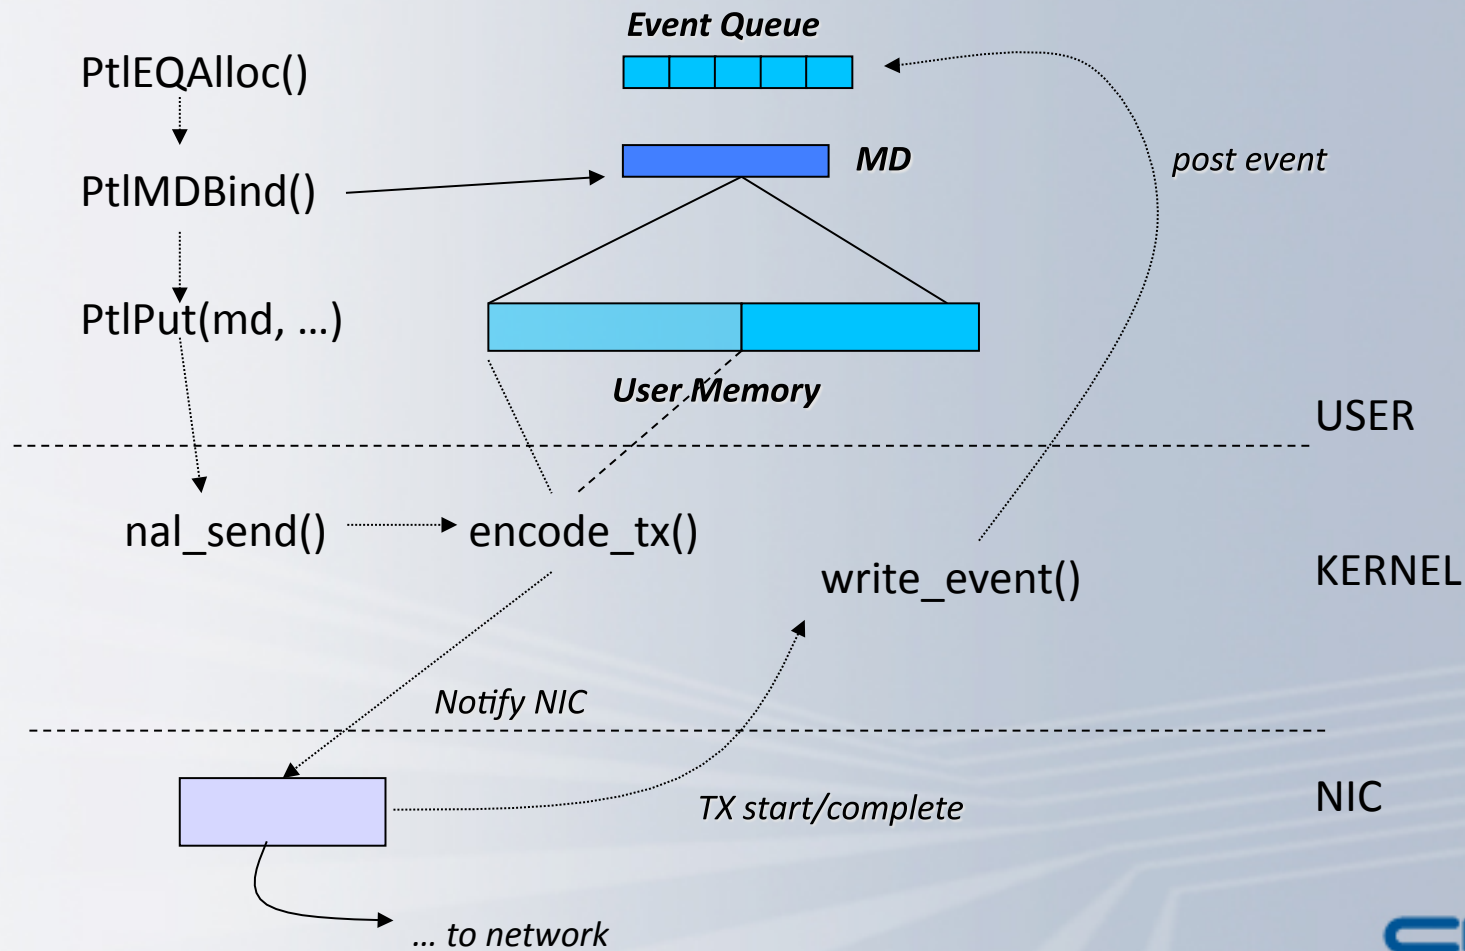 Event Queue
PtlEQAlloc()
MD
post event
PtlMDBind()
PtlPut(md, …)
User Memory
USER
nal_send()
encode_tx()
write_event()
KERNEL
Notify NIC
TX start/complete
NIC
… to network